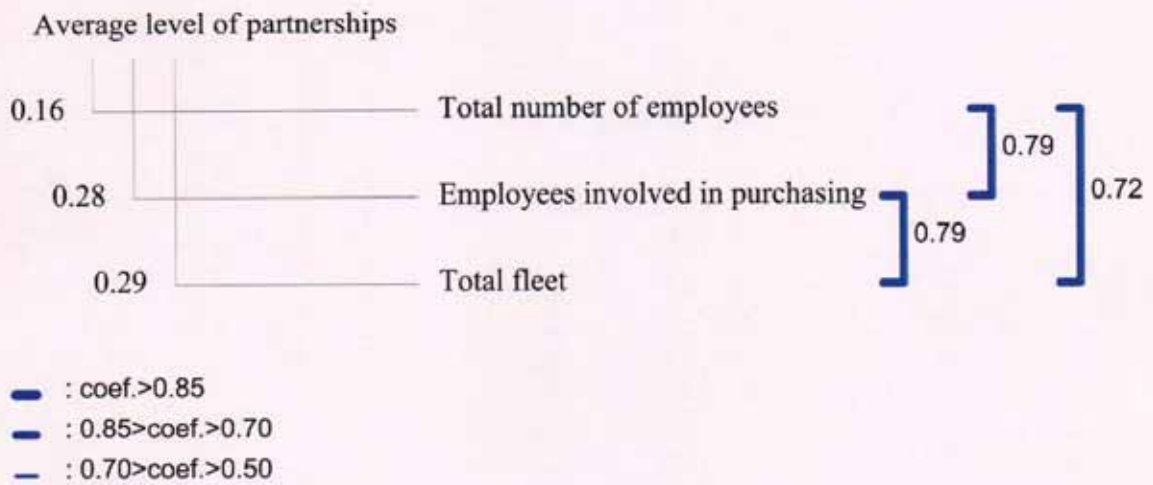 Average level of partnerships
0.16 Total number of employees
0.79
0.28 Employees involved in purchasing
0.72
0.79
0.29 Total fleet
: coef.>0.85
: 0.85>coef.>0.70
: 0.70>coef.>0.50